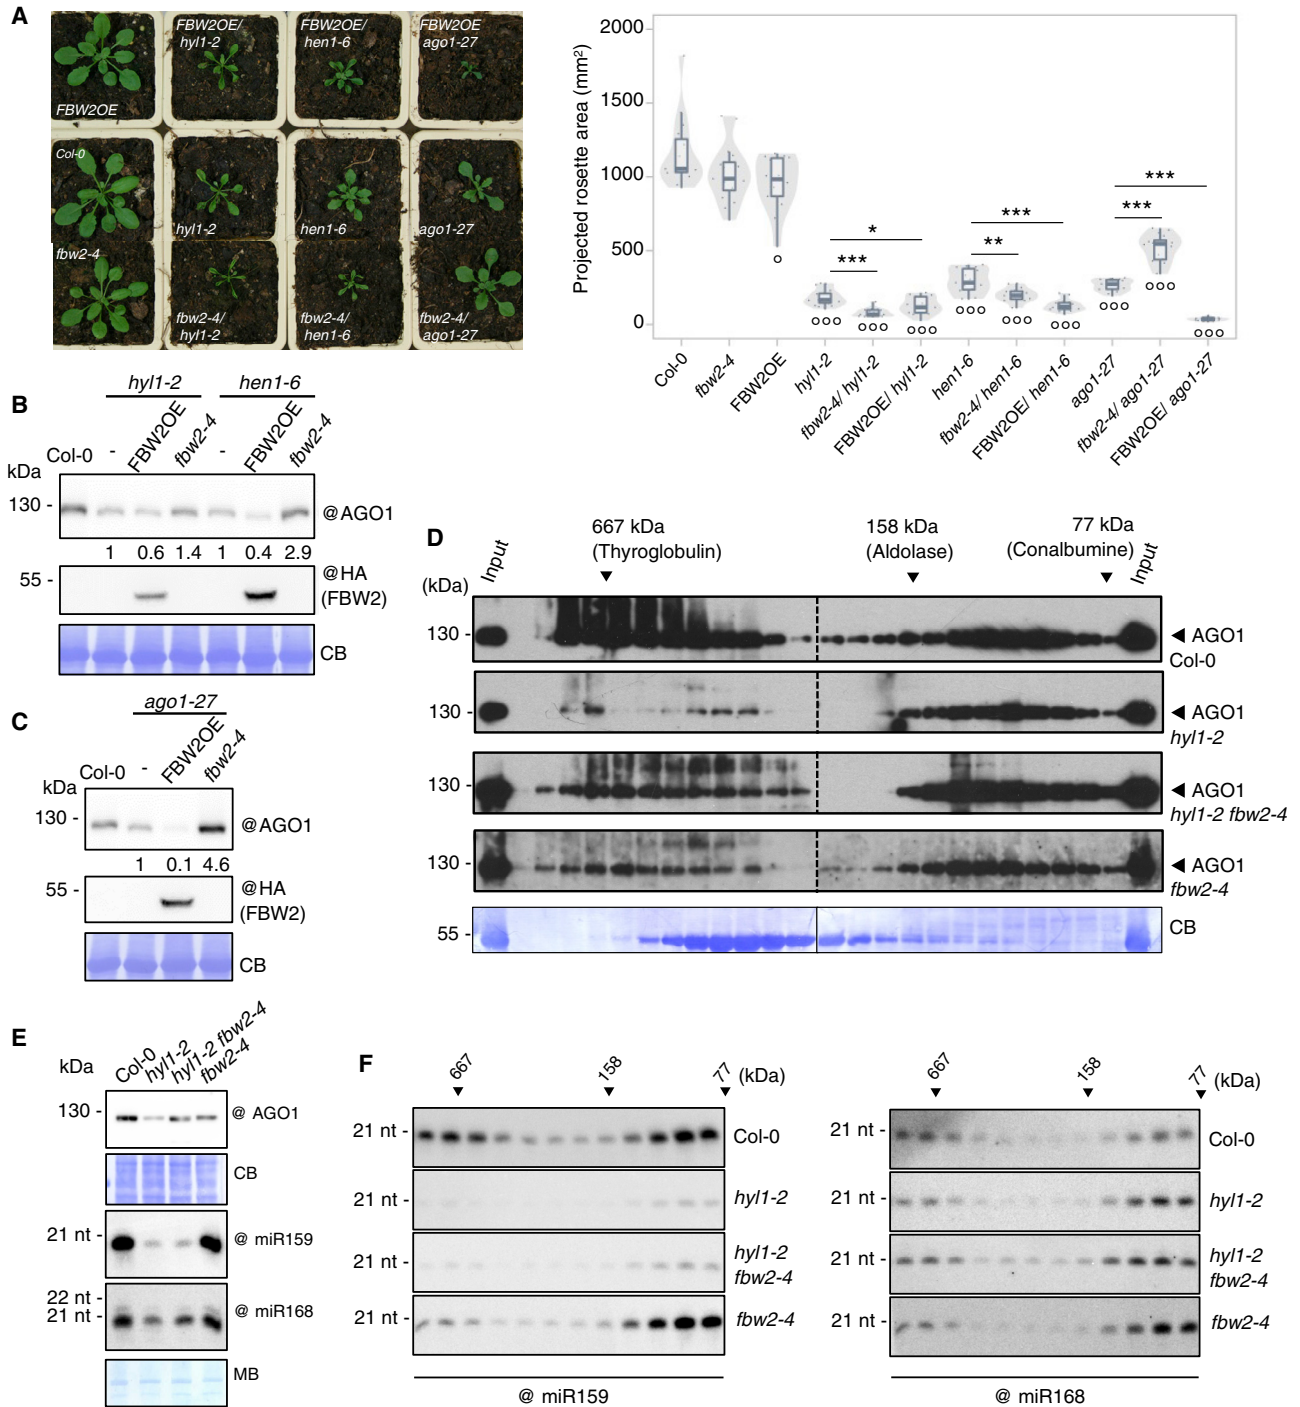 A
FBW2OE
FBW2OE/
hyl1-2
FBW2OE/
hen1-6
FBW2OE
ago1-27
Col-0
hyl1-2
hen1-6
ago1-27
fbw2-4
fbw2-4/
hyl1-2
fbw2-4/
hen1-6
fbw2-4/
ago1-27
Projected rosette area (mm²)
2000
1500
1000
500
0
* *** *** ** *** ***
Col-0
fbw2-4
FBW2OE
hyl1-2
fbw2-4/ hyl1-2
FBW2OE/ hyl1-2
hen1-6
fbw2-4/ hen1-6
FBW2OE/ hen1-6
ago1-27
fbw2-4/ ago1-27
FBW2OE/ ago1-27
B
hyl1-2 hen1-6
Col-0 - FBW2OE fbw2-4 - FBW2OE fbw2-4
kDa
130 - @AGO1
1 0.6 1.4 1 0.4 2.9
55 - @HA
(FBW2)
CB
C
ago1-27
Col-0 - FBW2OE fbw2-4
kDa
130 - @AGO1
1 0.1 4.6
55 - @HA
(FBW2)
CB
D
667 kDa
(Thyroglobulin)
158 kDa
(Aldolase)
77 kDa
(Conalbumine)
(kDa) Input Input
130 - AGO1
Col-0
130 - AGO1
hyl1-2
130 - AGO1
hyl1-2 fbw2-4
130 - AGO1
fbw2-4
55 - CB
E
kDa Col-0 hyl1-2 hyl1-2 fbw2-4 fbw2-4
130 - @ AGO1
CB
21 nt - @ miR159
22 nt -
21 nt - @ miR168
MB
F
667 158 77 (kDa)
21 nt - Col-0
21 nt - hyl1-2
21 nt - hyl1-2
fbw2-4
21 nt - fbw2-4
@ miR159
667 158 77 (kDa)
21 nt - Col-0
21 nt - hyl1-2
21 nt - hyl1-2
fbw2-4
21 nt - fbw2-4
@ miR168